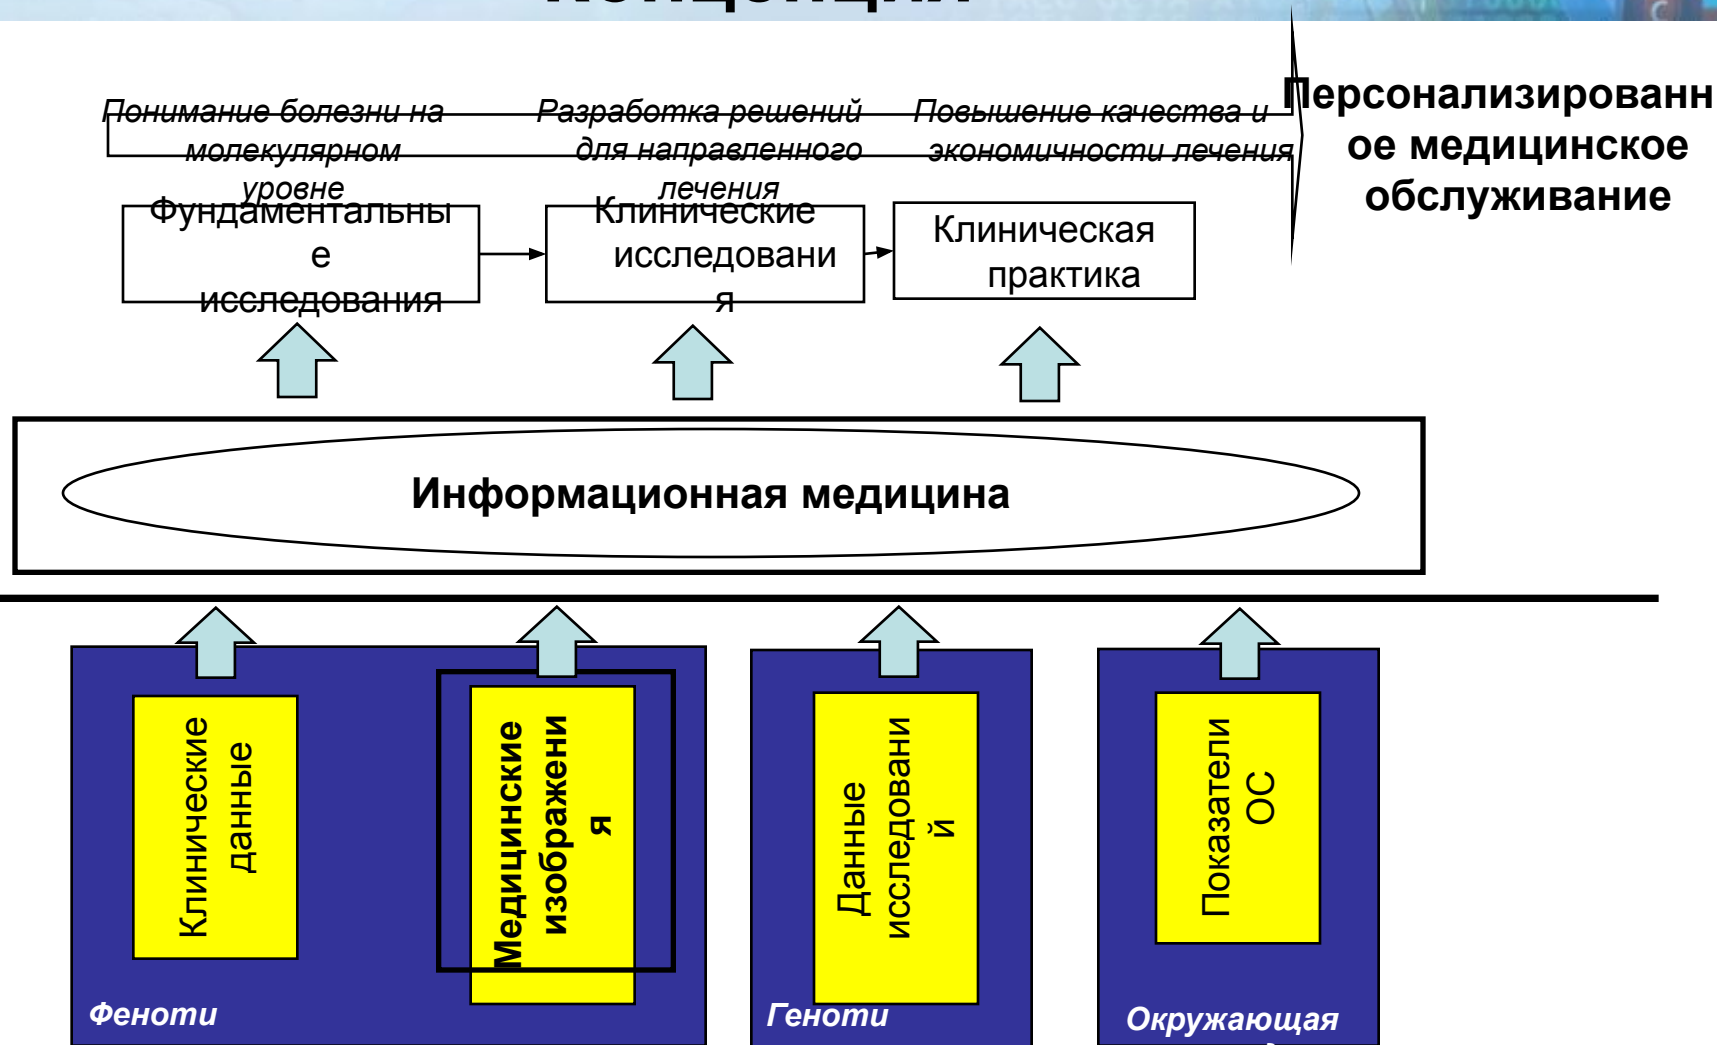 Концепция
Понимание болезни на
молекулярном
уровне
Разработка решений
для направленного
лечения
Повышение качества и
экономичности лечения
Персонализированн
ое медицинское
обслуживание
Фундаментальны
е
исследования
Клинические
исследовани
я
Клиническая
практика
Информационная медицина
Клинические
данные
Медицинские
изображени
я
Данные
исследовани
й
Показатели
ОС
Феноти
Геноти
Окружающая